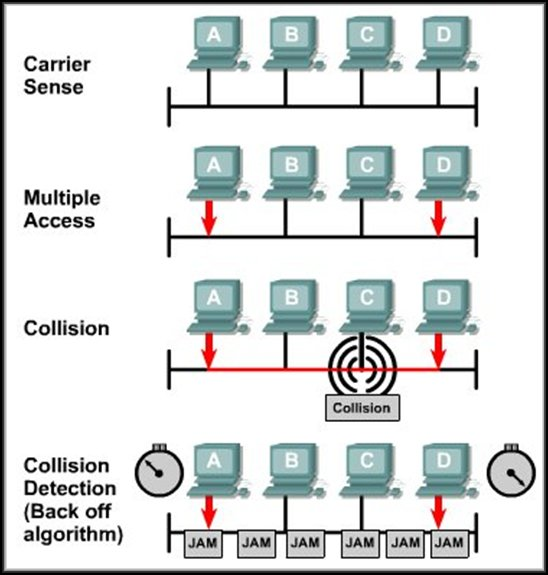 A B C D
Carrier
Sense
A B C D
Multiple
Access
A B C D
Collision
Collision
A B C D
Collision
Detection
(Back off
algorithm)
JAM JAM JAM JAM JAM JAM